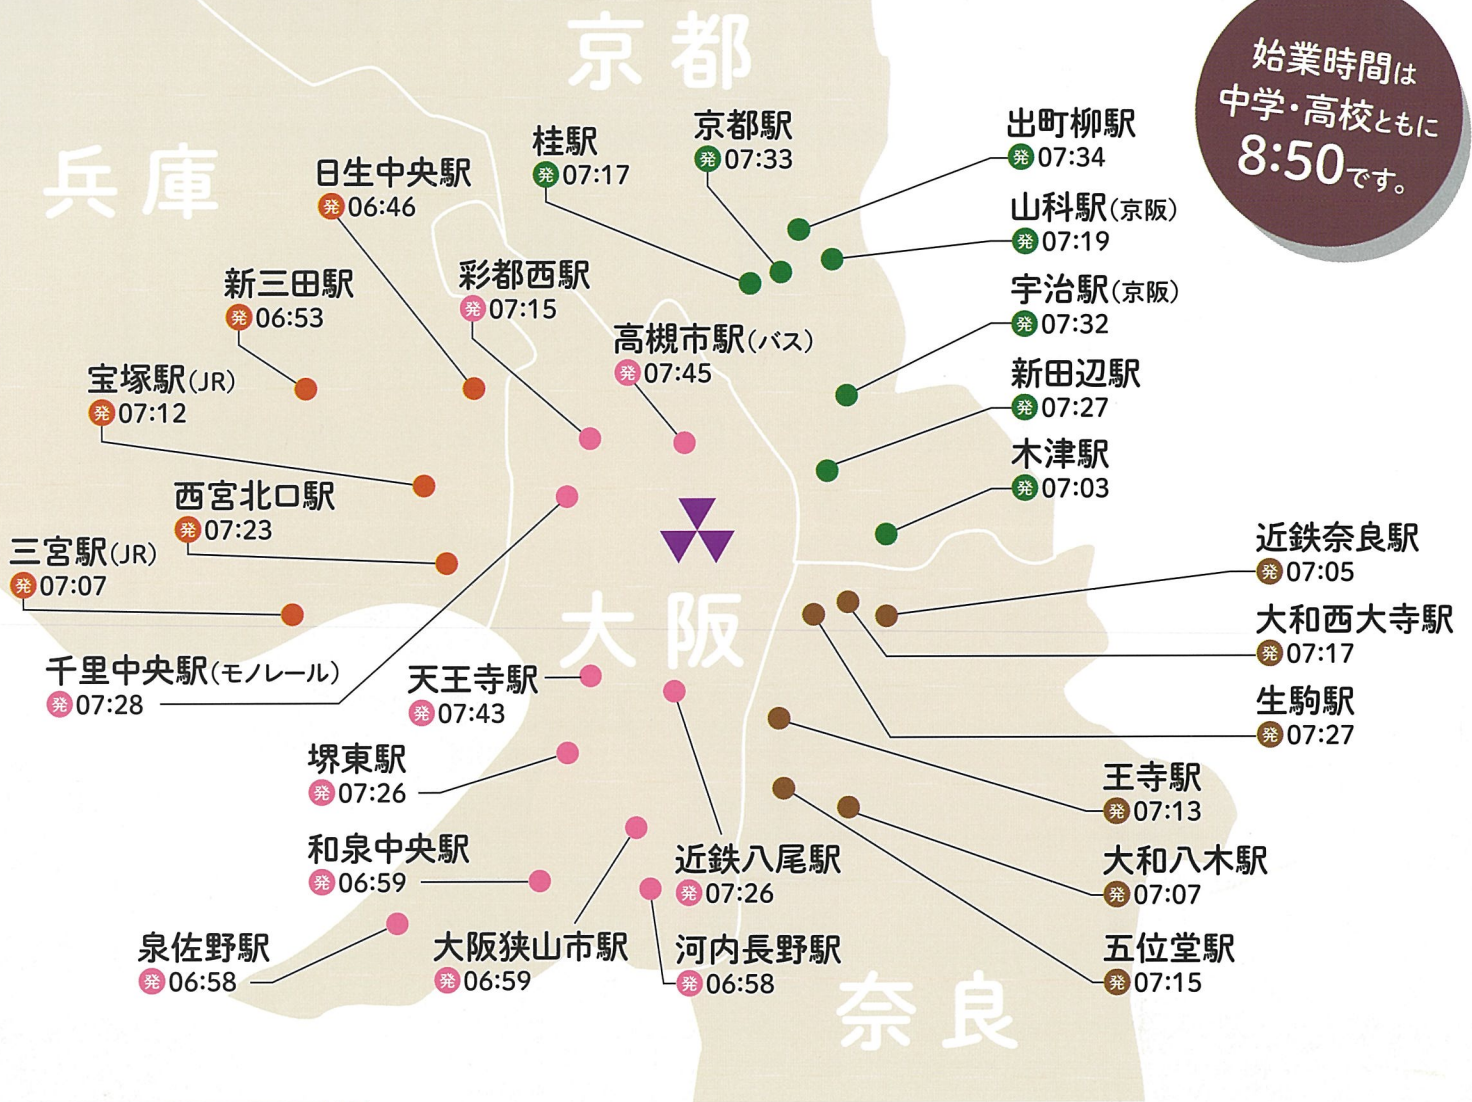 京都
兵庫
大阪
奈良
始業時間は
中学・高校ともに
8:50です。
日生中央駅
発06:46
桂駅
発07:17
京都駅
発07:33
出町柳駅
発07:34
山科駅(京阪)
発07:19
新三田駅
発06:53
彩都西駅
発07:15
高槻市駅(バス)
発07:45
宇治駅(京阪)
発07:32
宝塚駅(JR)
発07:12
新田辺駅
発07:27
西宮北口駅
発07:23
木津駅
発07:03
三宮駅(JR)
発07:07
近鉄奈良駅
発07:05
大和西大寺駅
発07:17
千里中央駅(モノレール)
発07:28
天王寺駅
発07:43
生駒駅
発07:27
堺東駅
発07:26
王寺駅
発07:13
和泉中央駅
発06:59
近鉄八尾駅
発07:26
大和八木駅
発07:07
泉佐野駅
発06:58
大阪狭山市駅
発06:59
河内長野駅
発06:58
五位堂駅
発07:15